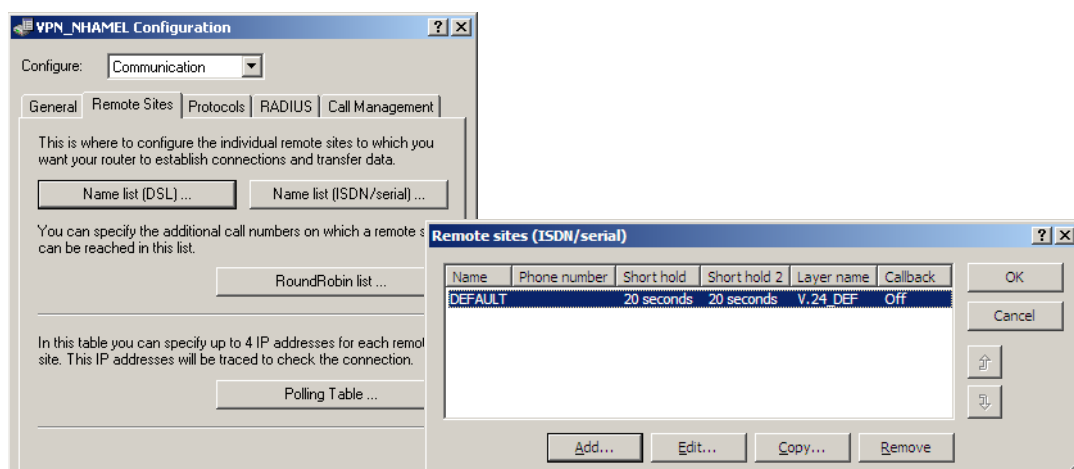 VPN_NHAMEL Configuration
Configure: Communication
General Remote Sites Protocols RADIUS Call Management
This is where to configure the individual remote sites to which you
want your router to establish connections and transfer data.
Name list (DSL) ... Name list (ISDN/serial) ...
You can specify the additional call numbers on which a remote s
can be reached in this list.
RoundRobin list ...
In this table you can specify up to 4 IP addresses for each remo
site. This IP addresses will be traced to check the connection.
Polling Table ...
Remote sites (ISDN/serial)
Name Phone number Short hold Short hold 2 Layer name Callback
DEFAULT 20 seconds 20 seconds V.24_DEF Off
OK
Cancel
Add... Edit... Copy... Remove